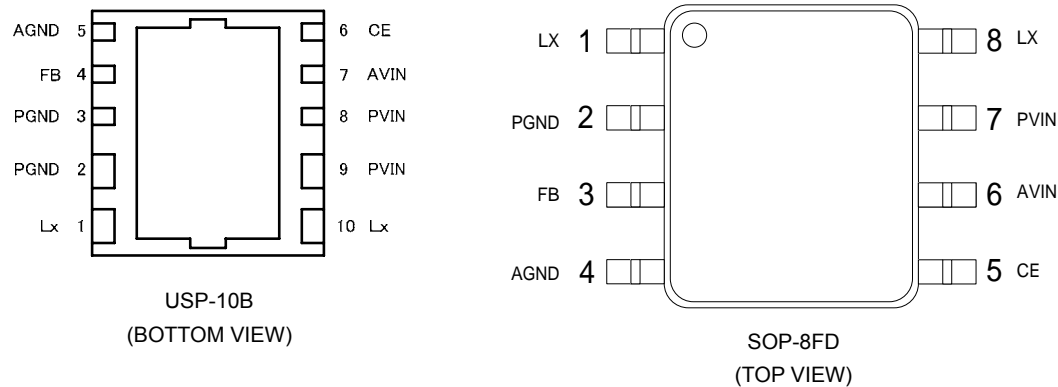 AGND 5
6 CE
FB 4
7 AVIN
PGND 3
8 PVIN
PGND 2
9 PVIN
Lx 1
10 Lx
USP-10B
(BOTTOM VIEW)
LX 1
8 LX
PGND 2
7 PVIN
FB 3
6 AVIN
AGND 4
5 CE
SOP-8FD
(TOP VIEW)